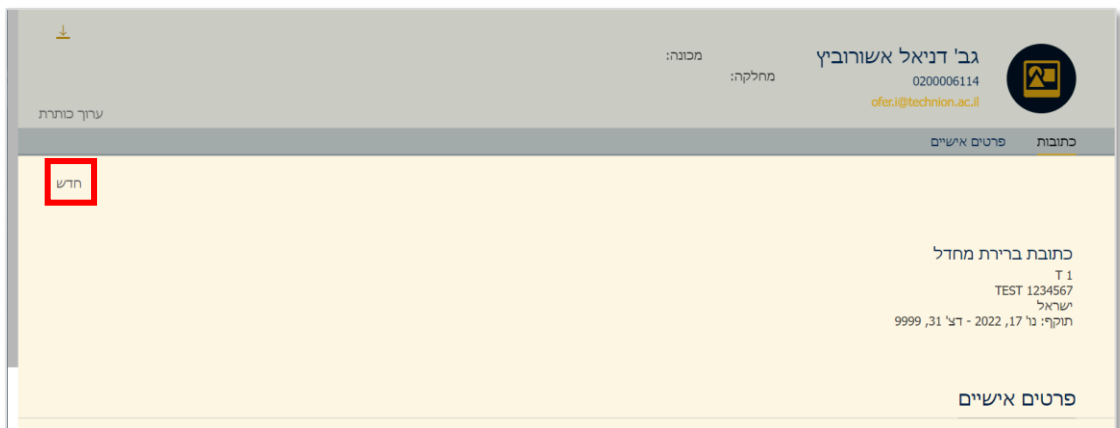 גב' דניאל אשורוביץ
0200006114
ofer.i@technion.ac.il
מכונה:
מחלקה:
ערוך כותרת
כתובות פרטים אישיים
חדש
כתובת ברירת מחדל
T 1
TEST 1234567
ישראל
תוקף: נו' 17, 2022 - דצ' 31, 9999
פרטים אישיים